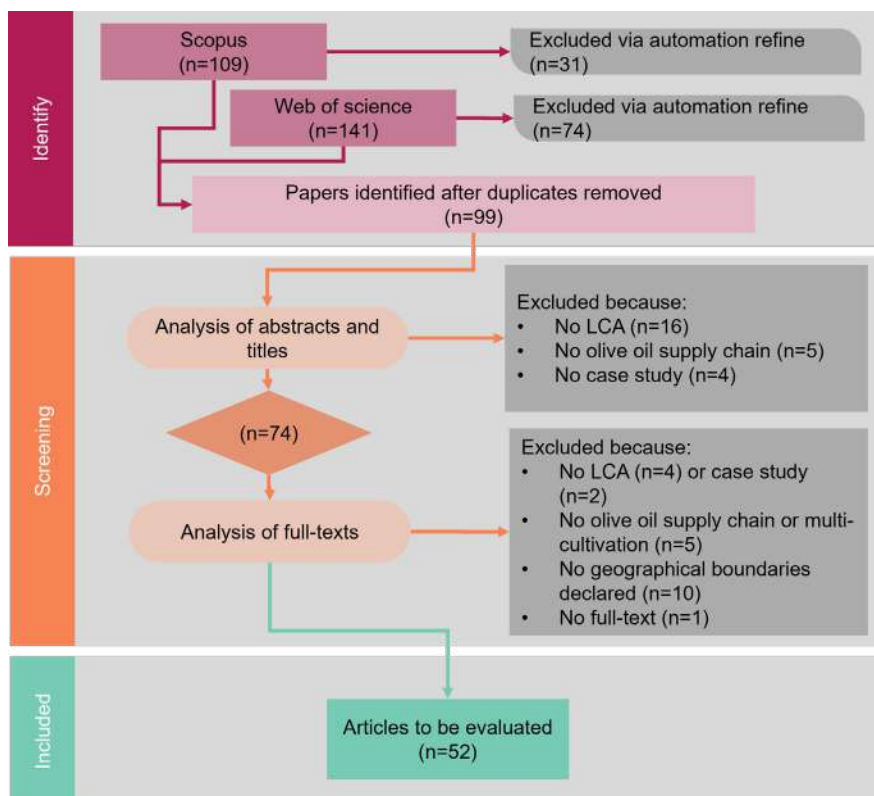 Identify
Scopus
(n=109)
Excluded via automation refine
(n=31)
Web of science
(n=141)
Excluded via automation refine
(n=74)
Papers identified after duplicates removed
(n=99)
Screening
Analysis of abstracts and
titles
Excluded because:
• No LCA (n=16)
• No olive oil supply chain (n=5)
• No case study (n=4)
(n=74)
Analysis of full-texts
Excluded because:
• No LCA (n=4) or case study
(n=2)
• No olive oil supply chain or multi-
cultivation (n=5)
• No geographical boundaries
declared (n=10)
• No full-text (n=1)
Included
Articles to be evaluated
(n=52)